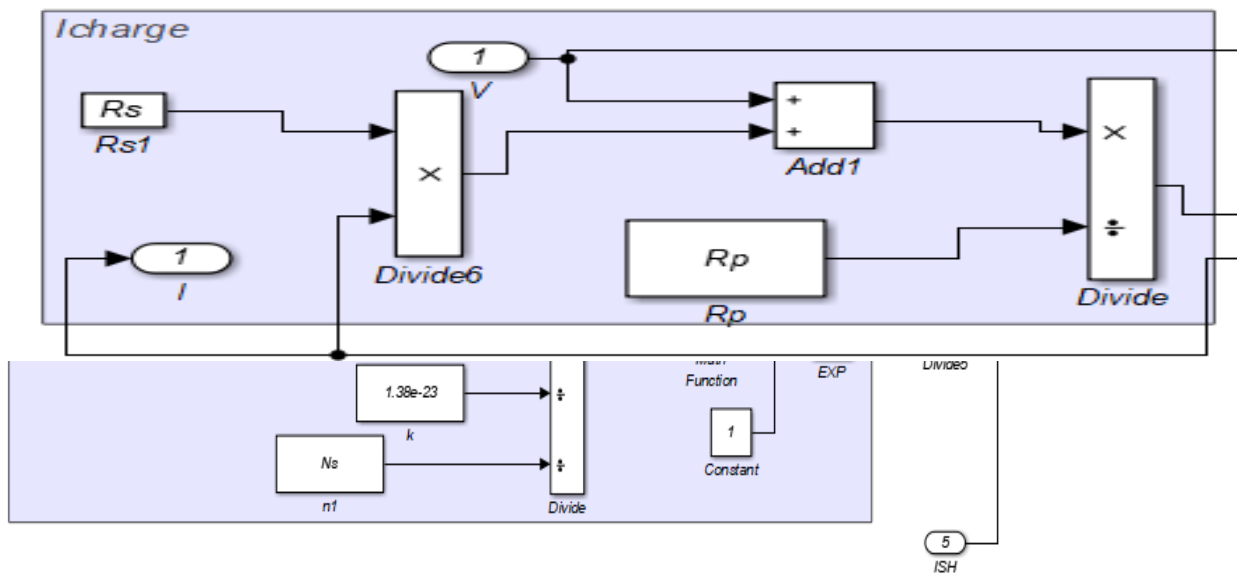 Icharge
1
V
Rs
Rs1
×
Divide6
+
+
Add1
×
÷
Divide
1
I
Rp
Rp
Function
EXP
1.38e-23
k
÷
1
Constant
Ns
n1
÷
Divide
5
ISH